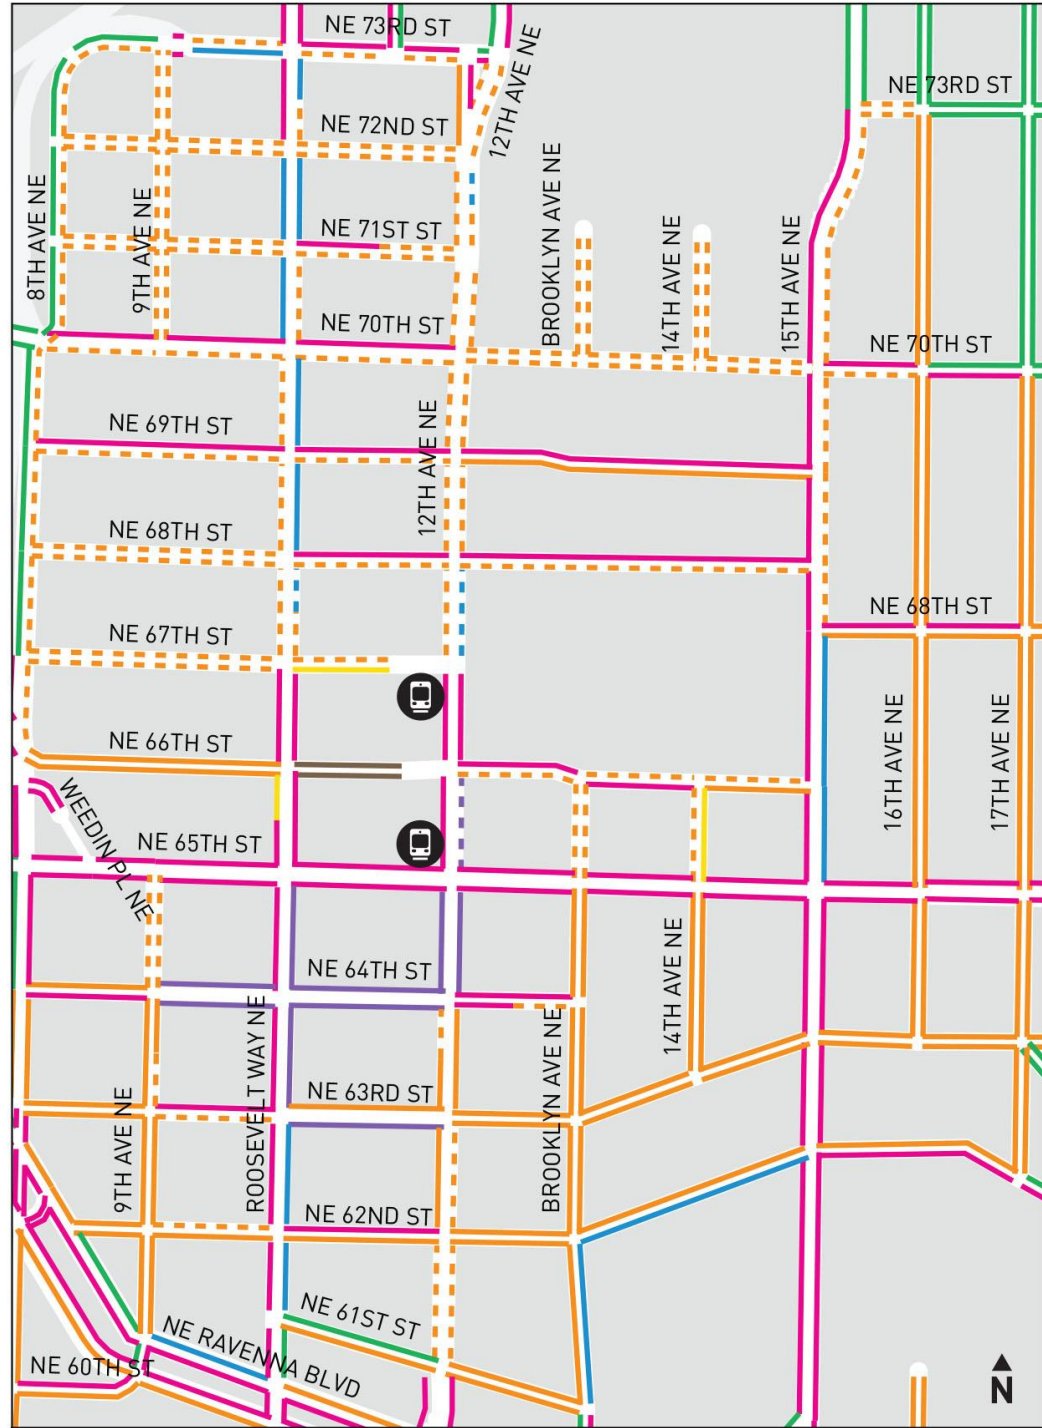 NE 73RD ST
12TH AVE NE
NE 73RD ST
NE 72ND ST
8TH AVE NE
9TH AVE NE
NE 71ST ST
BROOKLYN AVE NE
14TH AVE NE
15TH AVE NE
NE 70TH ST
NE 70TH ST
NE 69TH ST
12TH AVE NE
NE 68TH ST
NE 68TH ST
NE 67TH ST
NE 66TH ST
16TH AVE NE
17TH AVE NE
WEEDIN PL NE
NE 65TH ST
NE 64TH ST
14TH AVE NE
ROOSEVELT WAY NE
NE 63RD ST
9TH AVE NE
BROOKLYN AVE NE
NE 62ND ST
NE 61ST ST
NE RAVENNA BLVD
NE 60TH ST
N